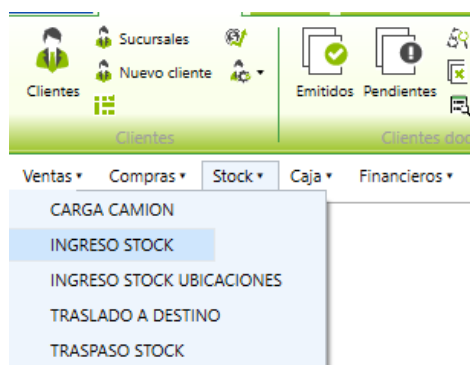 Sucursales
Nuevo cliente
Clientes
Emitidos Pendientes
Clientes
Clientes doc
Ventas Compras Stock Caja Financieros
CARGA CAMION
INGRESO STOCK
INGRESO STOCK UBICACIONES
TRASLADO A DESTINO
TRASPASO STOCK